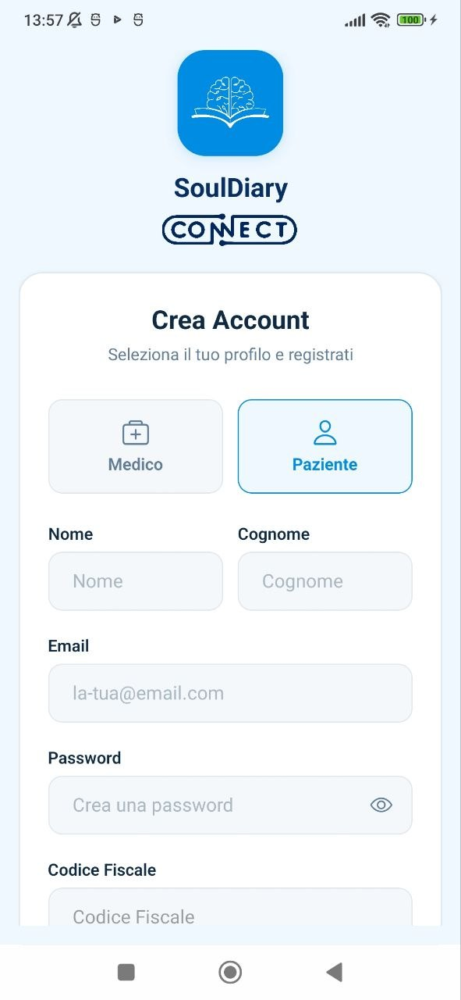 13:57
100
SoulDiary
CONNECT
Crea Account
Seleziona il tuo profilo e registrati
Medico
Paziente
Nome
Cognome
Nome
Cognome
Email
la-tua@email.com
Password
Crea una password
Codice Fiscale
Codice Fiscale